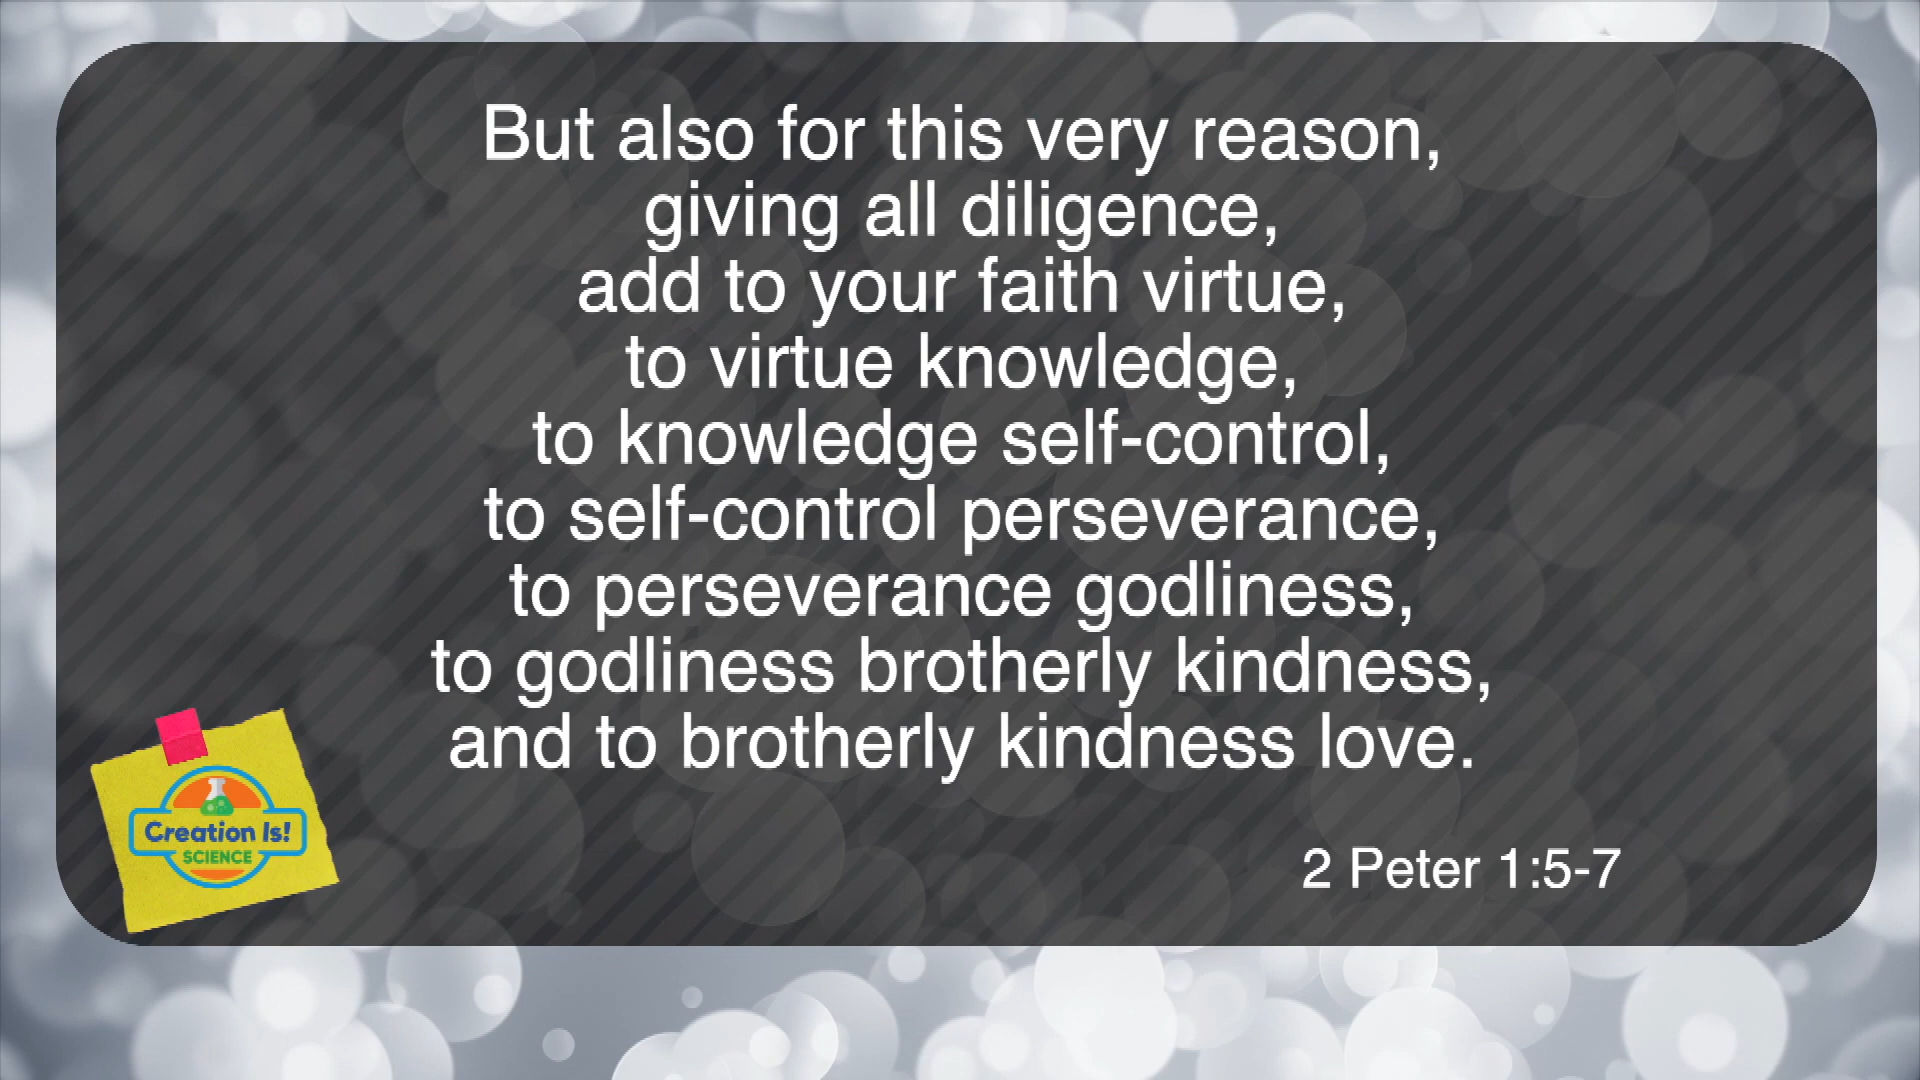 But also for this very reason,
giving all diligence,
add to your faith virtue,
to virtue knowledge,
to knowledge self-control,
to self-control perseverance,
to perseverance godliness,
to godliness brotherly kindness,
and to brotherly kindness love.
2 Peter 1:5-7
Creation Is!
SCIENCE